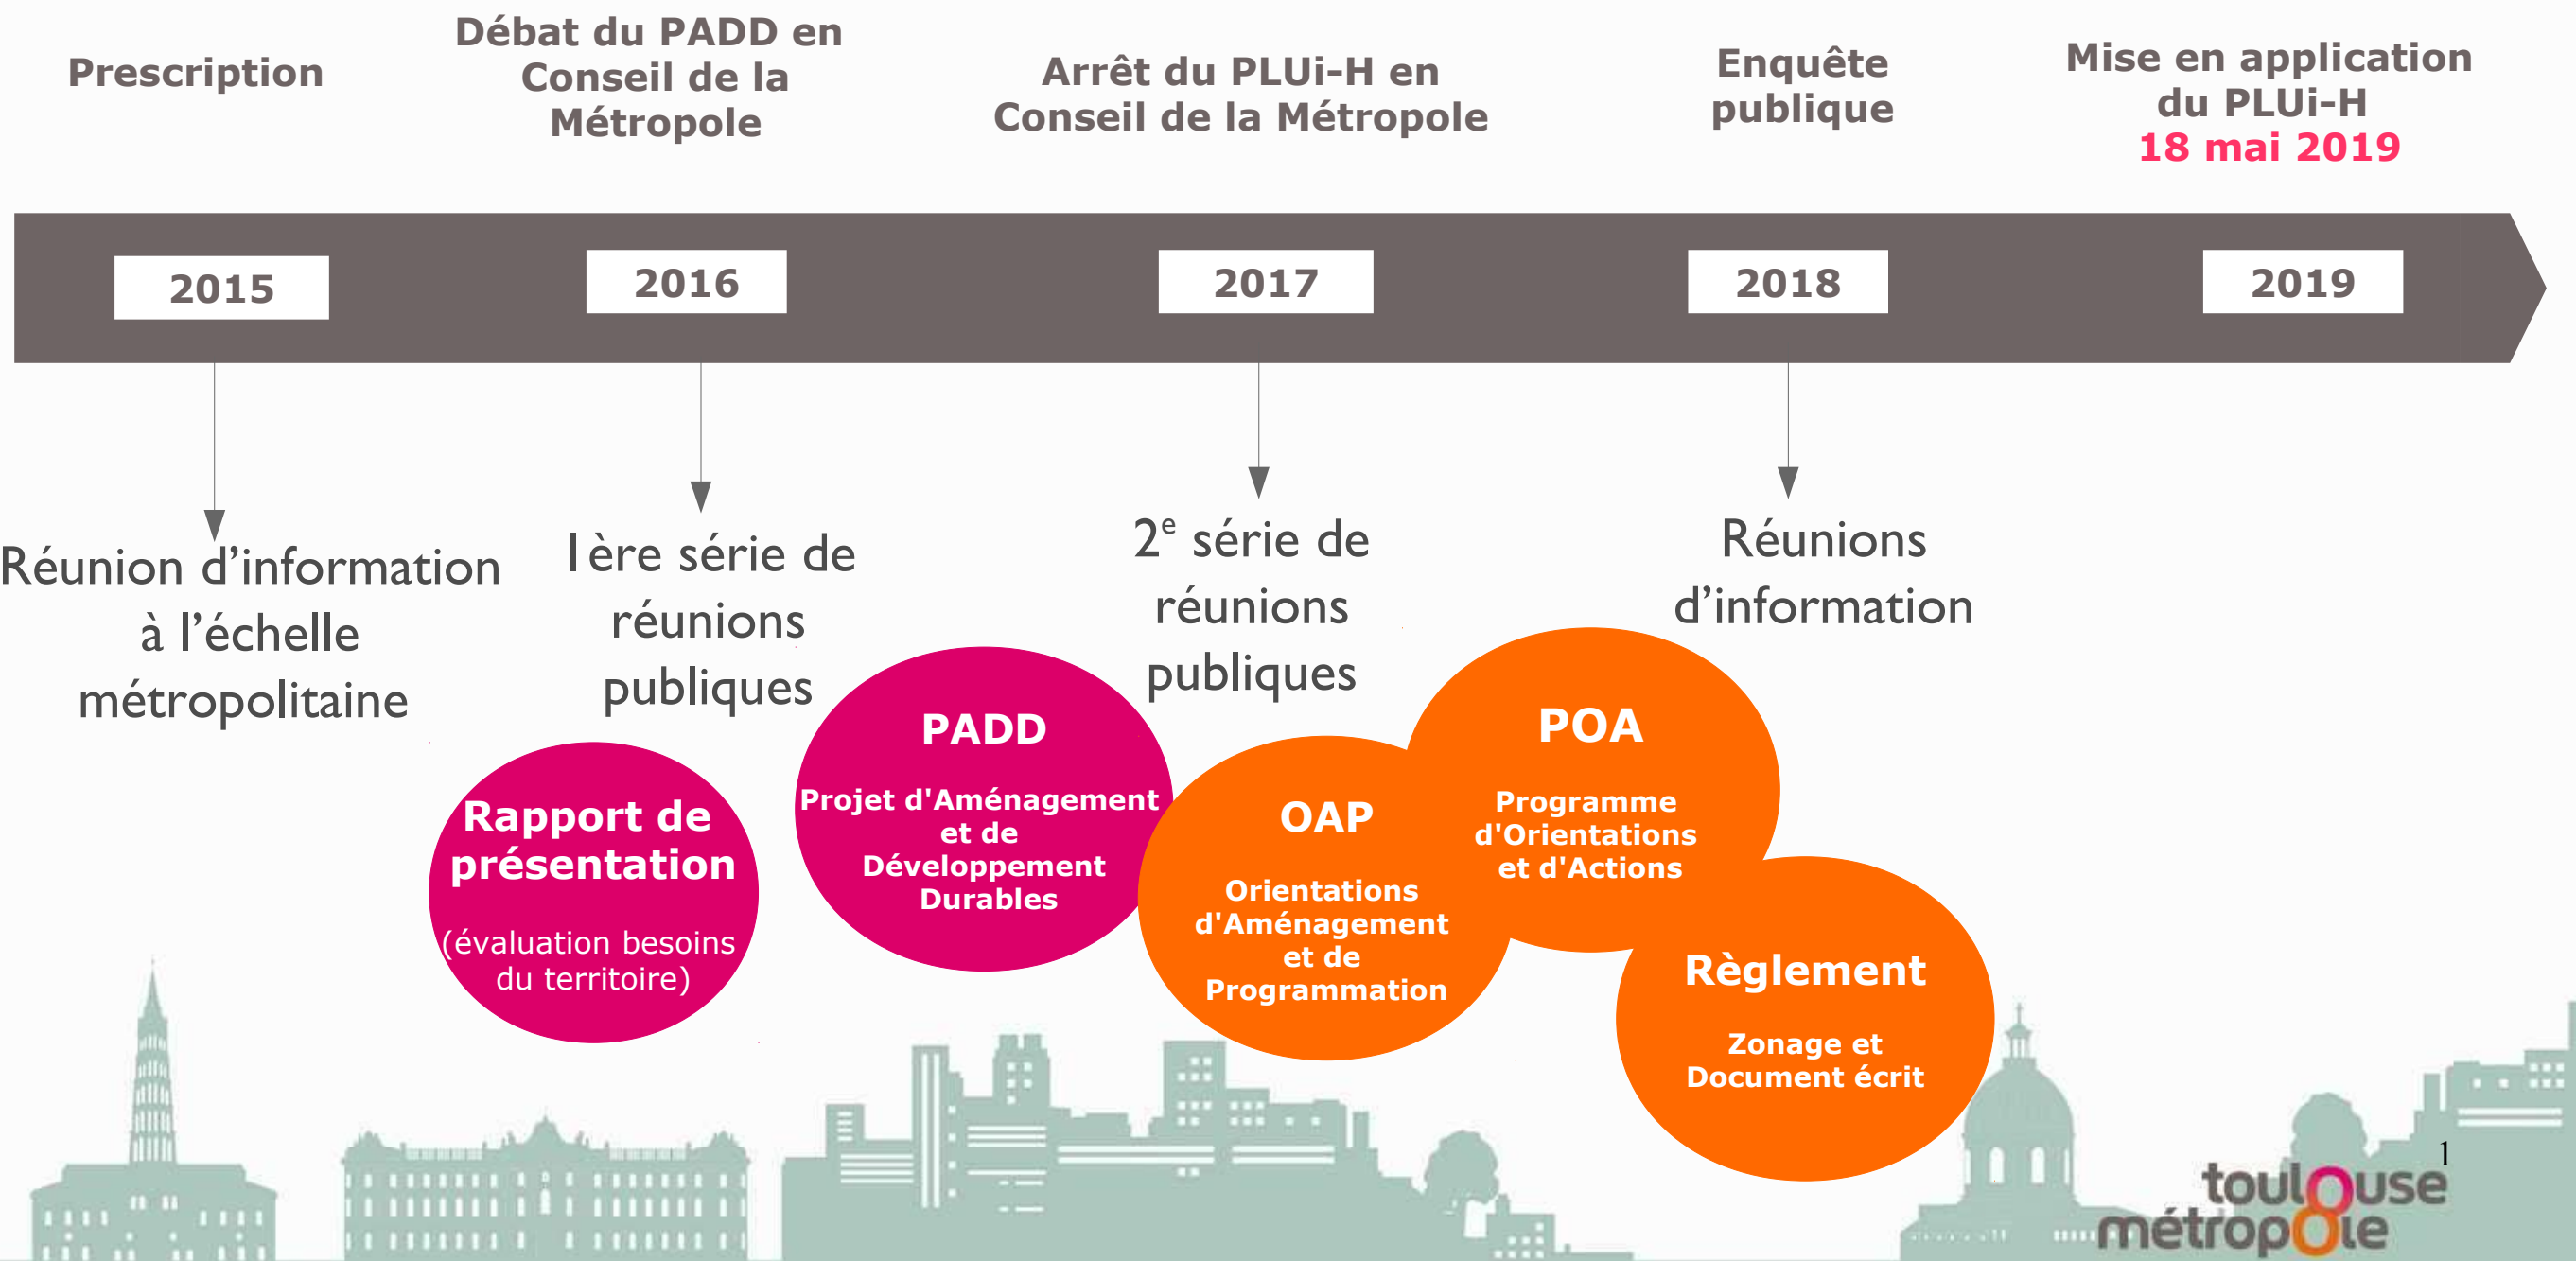 Prescription
Débat du PADD en
Conseil de la
Métropole
Arrêt du PLUi-H en
Conseil de la Métropole
Enquête
publique
Mise en application
du PLUi-H
18 mai 2019
2015
2016
2017
2018
2019
Réunion d’information
à l’échelle
métropolitaine
1ère série de
réunions
publiques
2e série de
réunions
publiques
Réunions
d’information
Rapport de
présentation
(évaluation besoins
du territoire)
PADD
Projet d'Aménagement
et de
Développement
Durables
OAP
Orientations
d'Aménagement
et de
Programmation
POA
Programme
d'Orientations
et d'Actions
Règlement
Zonage et
Document écrit
1
toulouse
métropole